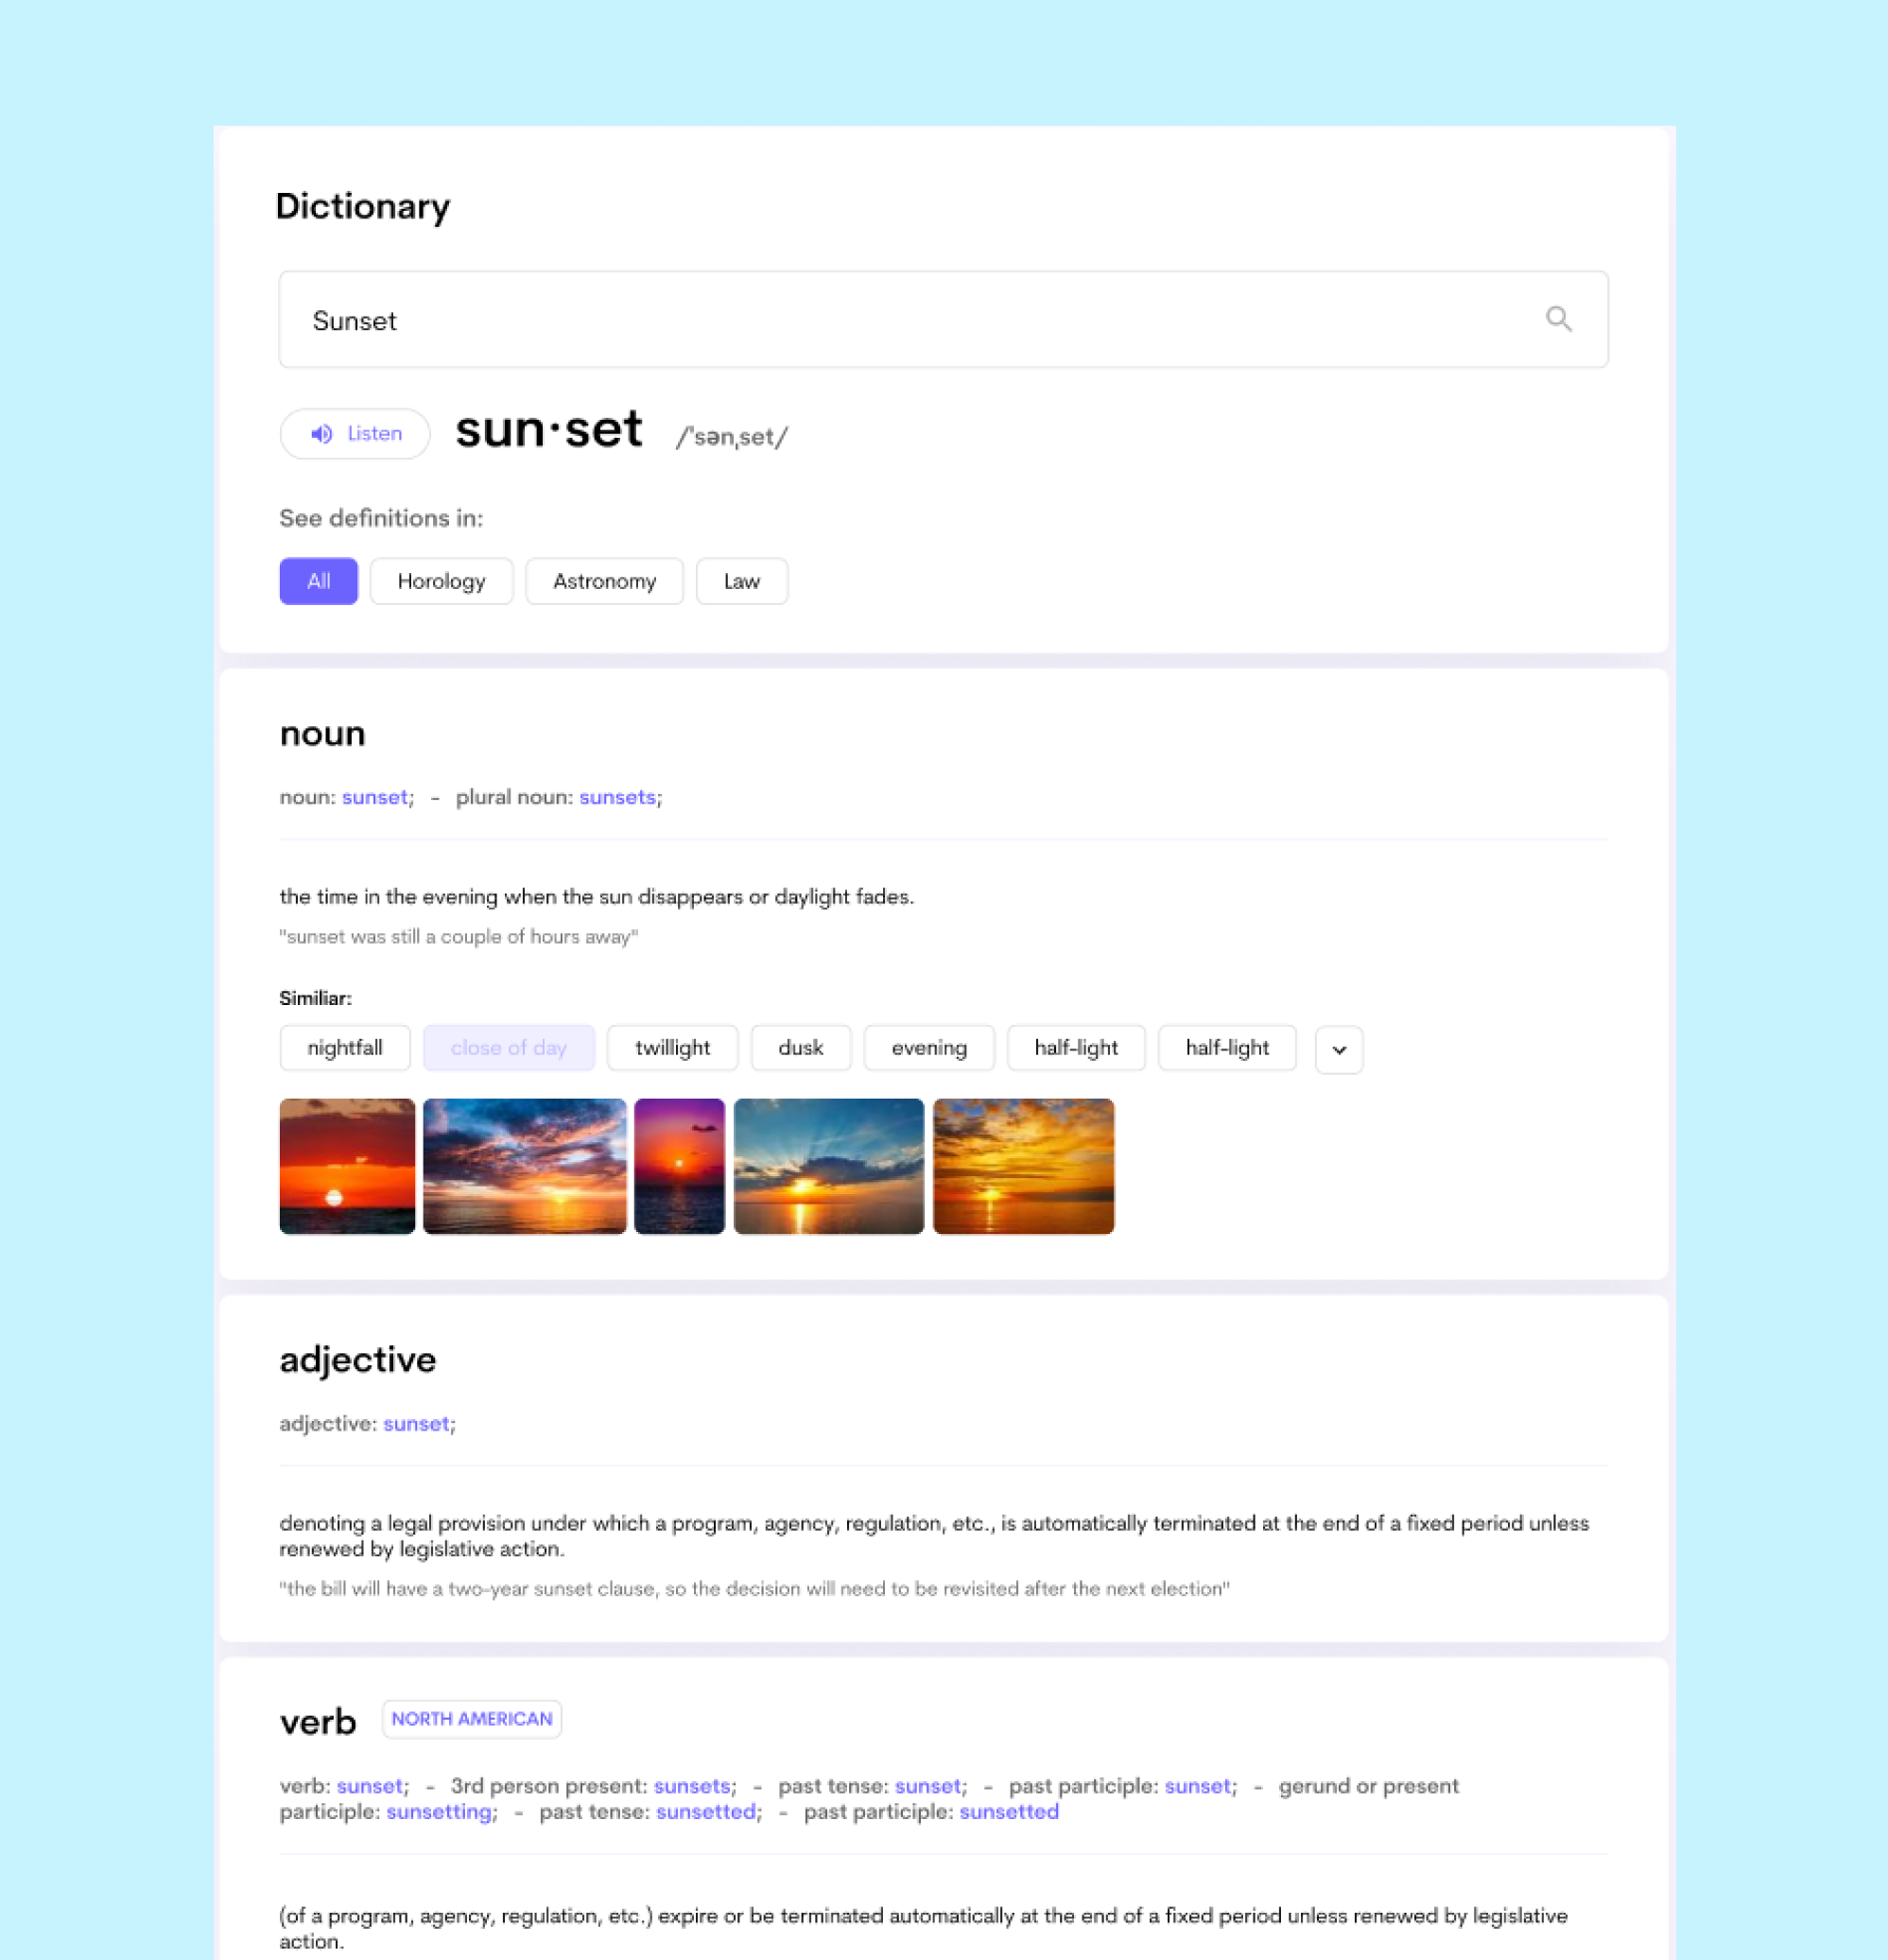 Dictionary
Sunset
Listen sun·set /ˈsənˌset/
See definitions in:
All Horology Astronomy Law
noun
noun: sunset; - plural noun: sunsets;
the time in the evening when the sun disappears or daylight fades.
"sunset was still a couple of hours away"
Similiar:
nightfall close of day twillight dusk evening half-light half-light
adjective
adjective: sunset;
denoting a legal provision under which a program, agency, regulation, etc., is automatically terminated at the end of a fixed period unless
renewed by legislative action.
"the bill will have a two-year sunset clause, so the decision will need to be revisited after the next election"
verb NORTH AMERICAN
verb: sunset; - 3rd person present: sunsets; - past tense: sunset; - past participle: sunset; - gerund or present
participle: sunsetting; - past tense: sunsetted; - past participle: sunsetted
(of a program, agency, regulation, etc.) expire or be terminated automatically at the end of a fixed period unless renewed by legislative
action.